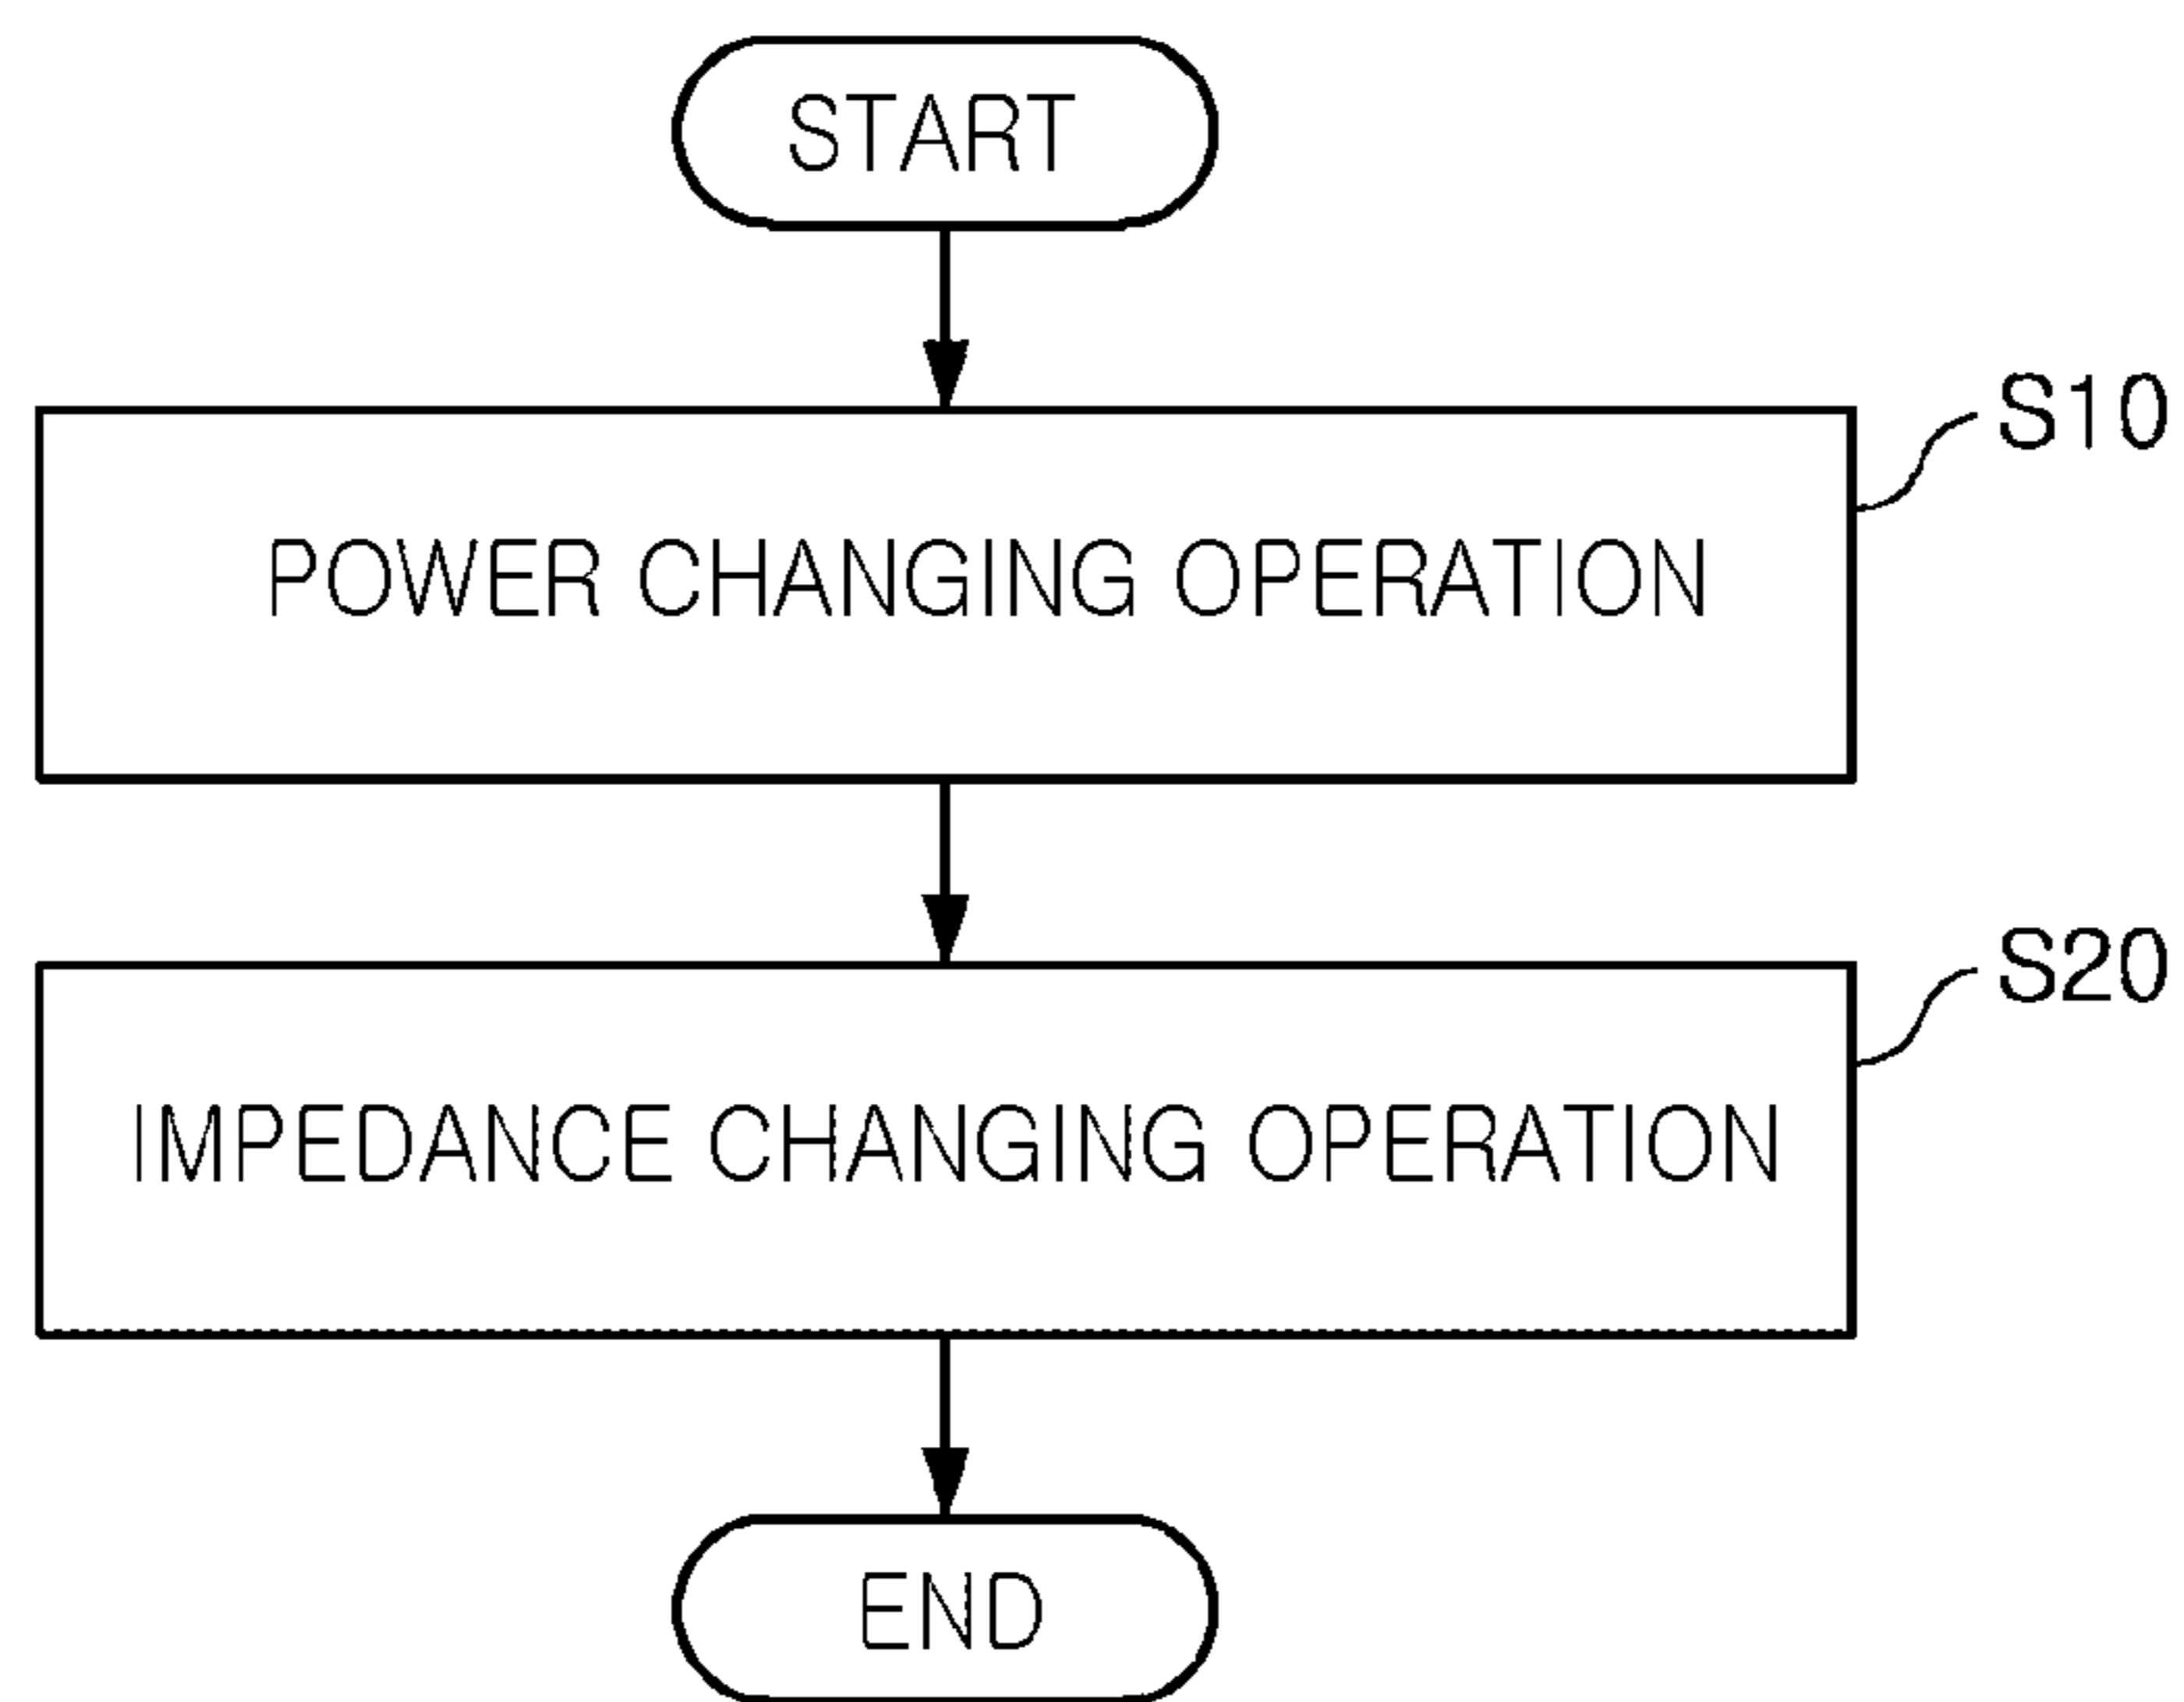 START
S10
POWER CHANGING OPERATION
S20
IMPEDANCE CHANGING OPERATION
END